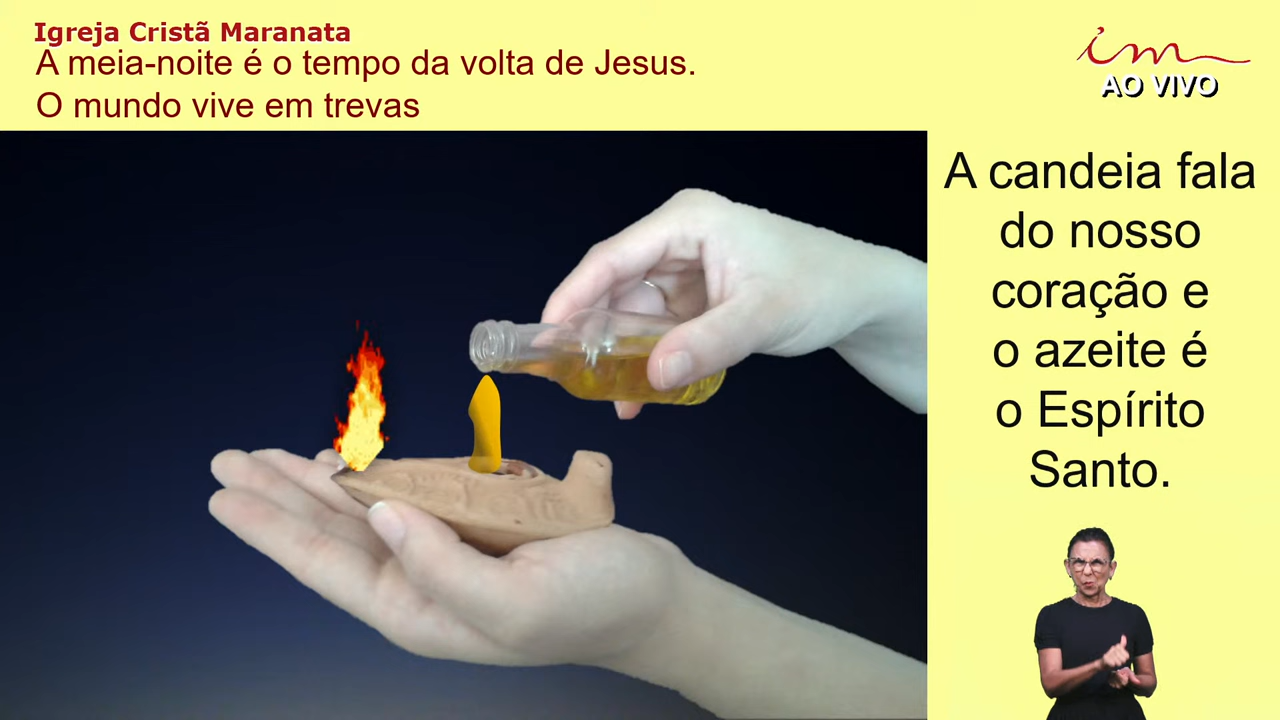 Igreja Cristã Maranata
A meia-noite é o tempo da volta de Jesus.
O mundo vive em trevas
im
AO VIVO
A candeia fala
do nosso
coração e
o azeite é
o Espírito
Santo.